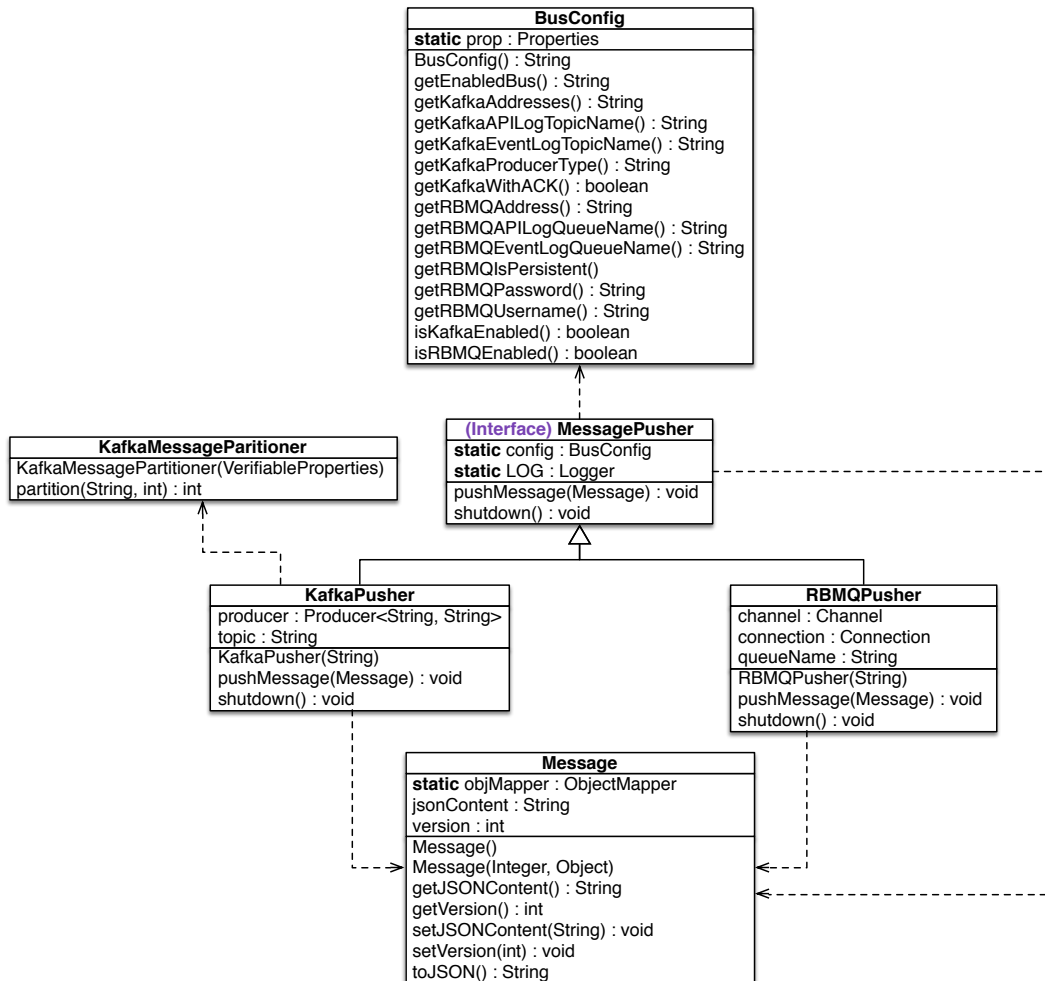 BusConfig
static prop : Properties
BusConfig() : String
getEnabledBus() : String
getKafkaAddresses() : String
getKafkaAPILogTopicName() : String
getKafkaEventLogTopicName() : String
getKafkaProducerType() : String
getKafkaWithACK() : boolean
getRBMQAddress() : String
getRBMQAPILogQueueName() : String
getRBMQEventLogQueueName() : String
getRBMQIsPersistent()
getRBMQPassword() : String
getRBMQUsername() : String
isKafkaEnabled() : boolean
isRBMQEnabled() : boolean
(Interface) MessagePusher
static config : BusConfig
static LOG : Logger
pushMessage(Message) : void
shutdown() : void
KafkaMessageParitioner
KafkaMessagePartitioner(VerifiableProperties)
partition(String, int) : int
KafkaPusher
producer : Producer<String, String>
topic : String
KafkaPusher(String)
pushMessage(Message) : void
shutdown() : void
RBMQPusher
channel : Channel
connection : Connection
queueName : String
RBMQPusher(String)
pushMessage(Message) : void
shutdown() : void
Message
static objMapper : ObjectMapper
jsonContent : String
version : int
Message()
Message(Integer, Object)
getJSONContent() : String
getVersion() : int
setJSONContent(String) : void
setVersion(int) : void
toJSON() : String